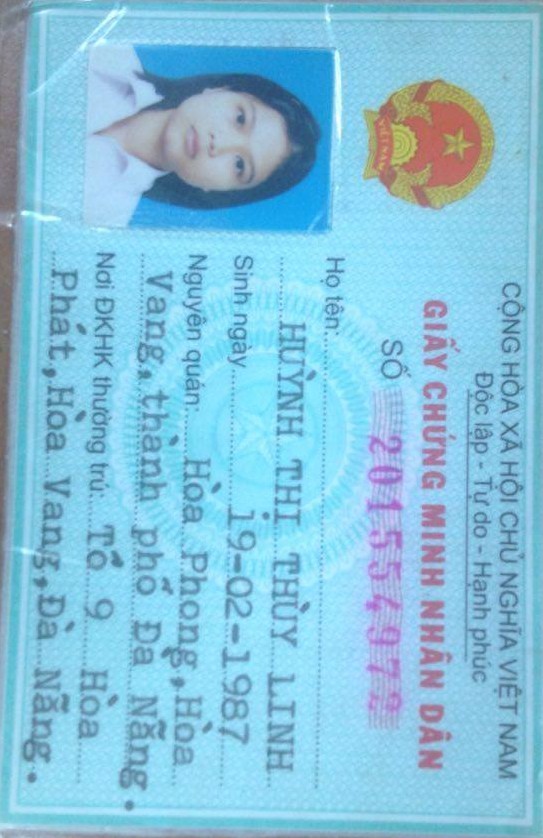 CỘNG HÒA XÃ HỘI CHỦ NGHĨA VIỆT NAM
Độc lập - Tự do - Hạnh phúc
GIẤY CHỨNG MINH NHÂN DÂN
SỐ 201554972
VIỆT NAM
Họ tên:
HUỲNH THỊ THÙY LINH
Sinh ngày 19-02-1987
Nguyên quán: Hòa Phong, Hòa
Vang, thành phố Đà Nẵng.
Nơi ĐKHK thường trú: Tổ 9 Hòa
Phát, Hòa Vang, Đà Nẵng.